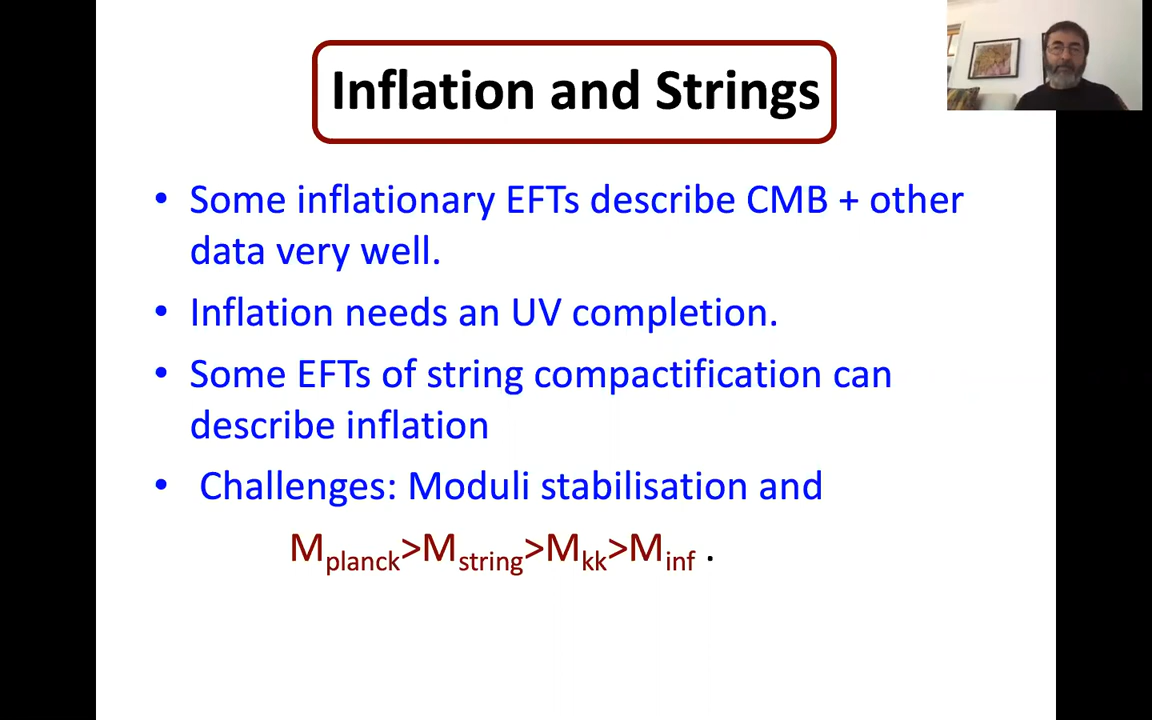 Inflation and Strings
• Some inflationary EFTs describe CMB + other
data very well.
• Inflation needs an UV completion.
• Some EFTs of string compactification can
describe inflation
• Challenges: Moduli stabilisation and
Mplanck>Mstring>Mkk>Minf .